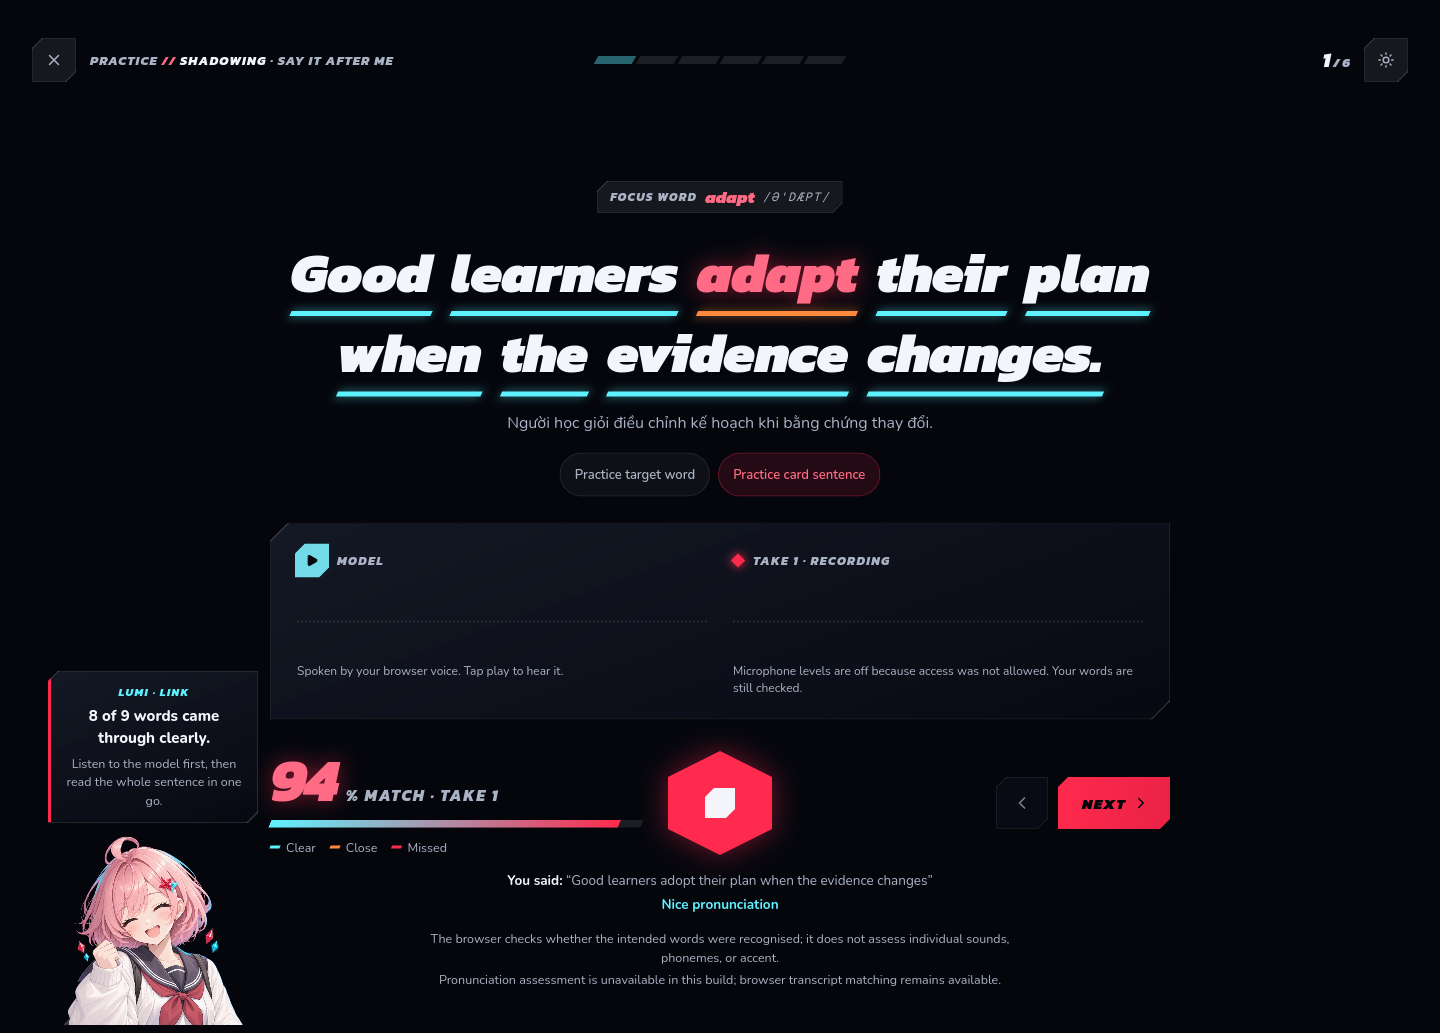 PRACTICE // SHADOWING · SAY IT AFTER ME
1/6
FOCUS WORD adapt /ə'DÆPT/
Good learners adapt their plan
when the evidence changes.
Người học giỏi điều chỉnh kế hoạch khi bằng chứng thay đổi.
Practice target word
Practice card sentence
MODEL
Spoken by your browser voice. Tap play to hear it.
TAKE 1 · RECORDING
Microphone levels are off because access was not allowed. Your words are
still checked.
LUMI · LINK
8 of 9 words came
through clearly.
Listen to the model first, then
read the whole sentence in one
go.
94 % MATCH · TAKE 1
Clear
Close
Missed
NEXT
You said: “Good learners adopt their plan when the evidence changes”
Nice pronunciation
The browser checks whether the intended words were recognised; it does not assess individual sounds,
phonemes, or accent.
Pronunciation assessment is unavailable in this build; browser transcript matching remains available.